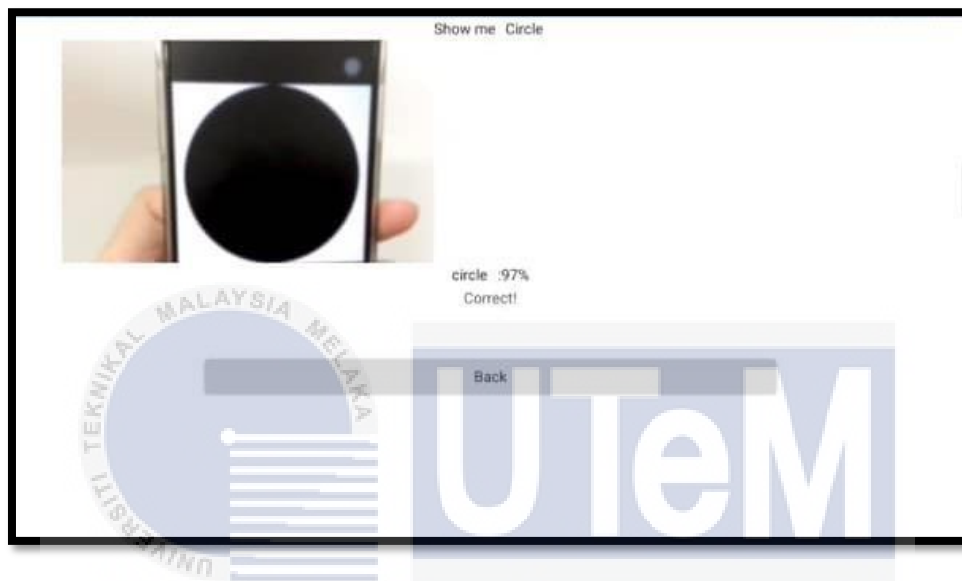 Show me Circle
circle :97%
Correct!
Back
UNIVERSITI TEKNIKAL MALAYSIA MELAKA
UTeM